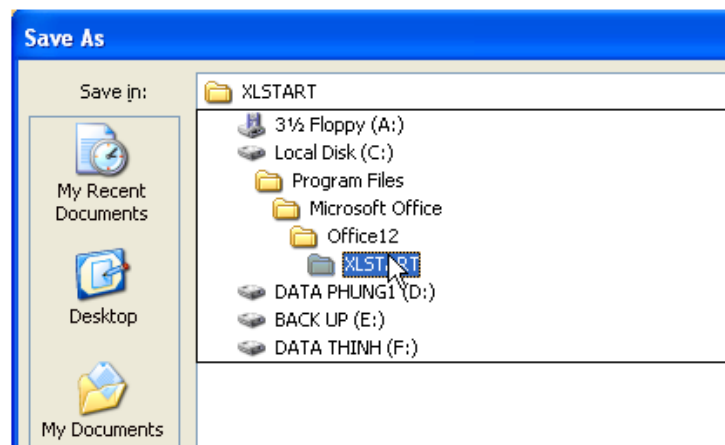 Save As
Save in:
XLSTART
3½ Floppy (A:)
Local Disk (C:)
Program Files
Microsoft Office
Office12
XLSTART
DATA PHUNG1 (D:)
BACK UP (E:)
DATA THINH (F:)
My Recent
Documents
Desktop
My Documents